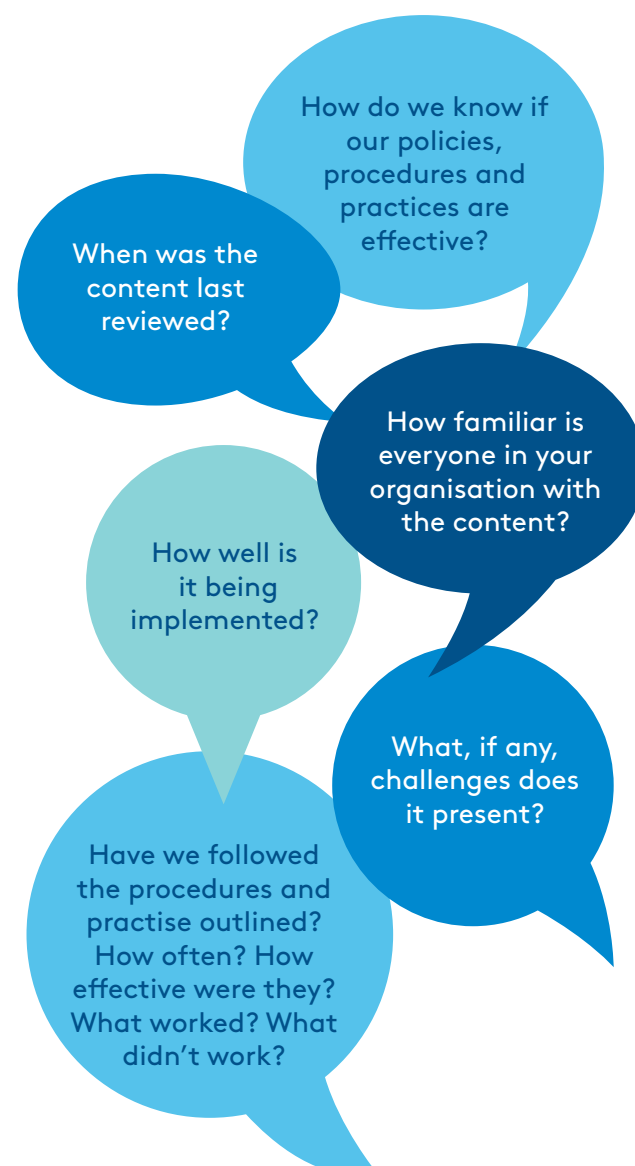 How do we know if
our policies,
procedures and
practices are
effective?
When was the
content last
reviewed?
How familiar is
everyone in your
organisation with
the content?
How well is
it being
implemented?
What, if any,
challenges does
it present?
Have we followed
the procedures and
practise outlined?
How often? How
effective were they?
What worked? What
didn’t work?